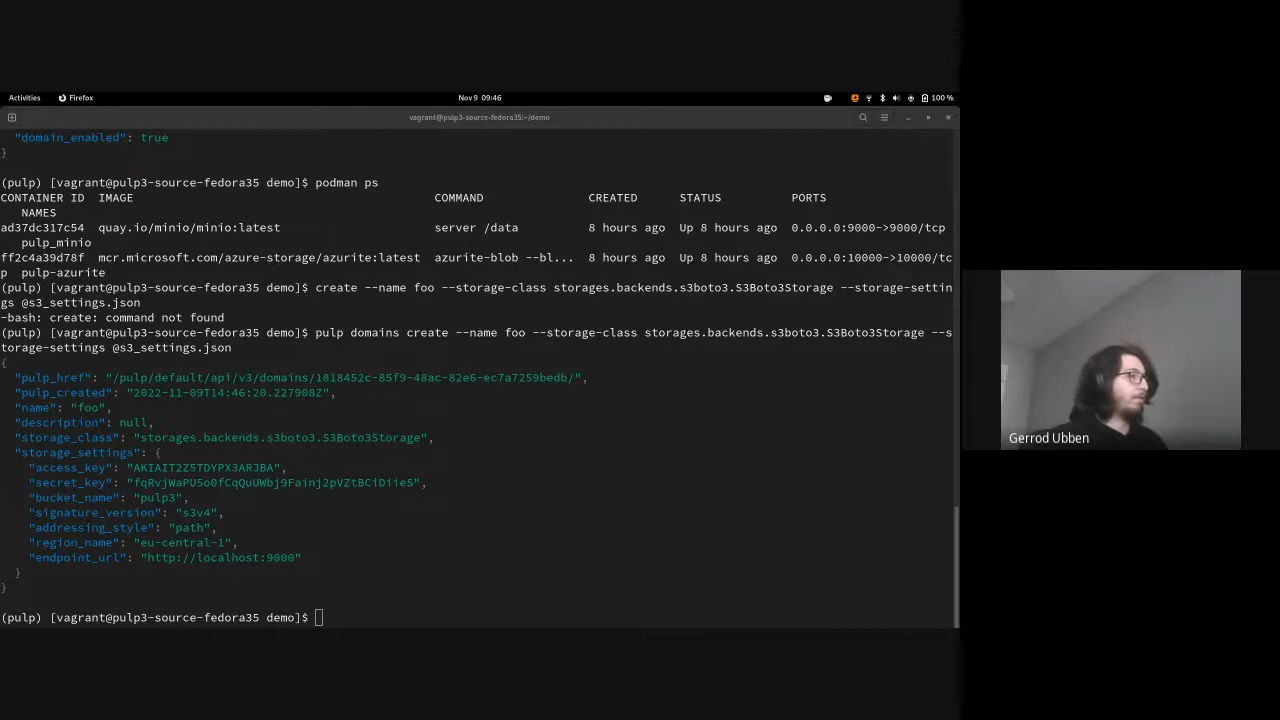 Activities
Firefox
Nov 9 09:46
100 %
vagrant@pulp3-source-fedora35:~/demo
"domain_enabled": true
}
(pulp) [vagrant@pulp3-source-fedora35 demo]$ podman ps
CONTAINER ID IMAGE COMMAND CREATED STATUS PORTS
NAMES
ad37dc317c54 quay.io/minio/minio:latest server /data 8 hours ago Up 8 hours ago 0.0.0.0:9000->9000/tcp
pulp_minio
ff2c4a39d78f mcr.microsoft.com/azure-storage/azurite:latest azurite-blob --bl... 8 hours ago Up 8 hours ago 0.0.0.0:10000->10000/tc
p pulp-azurite
(pulp) [vagrant@pulp3-source-fedora35 demo]$ create --name foo --storage-class storages.backends.s3boto3.S3Boto3Storage --storage-settin
gs @s3_settings.json
-bash: create: command not found
(pulp) [vagrant@pulp3-source-fedora35 demo]$ pulp domains create --name foo --storage-class storages.backends.s3boto3.S3Boto3Storage --s
torage-settings @s3_settings.json
{
"pulp_href": "/pulp/default/api/v3/domains/1818452c-85f9-48ac-82e6-ec7a7259bedb/",
"pulp_created": "2022-11-09T14:46:20.227908Z",
"name": "foo",
"description": null,
"storage_class": "storages.backends.s3boto3.S3Boto3Storage",
"storage_settings": {
"access_key": "AKIAIT2Z5TDYPX3ARJBA",
"secret_key": "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",
"bucket_name": "pulp3",
"signature_version": "s3v4",
"addressing_style": "path",
"region_name": "eu-central-1",
"endpoint_url": "http://localhost:9000"
}
}
(pulp) [vagrant@pulp3-source-fedora35 demo]$
Gerrod Ubben